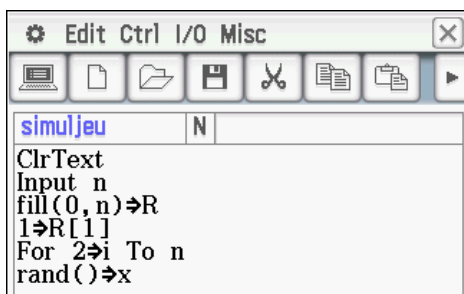 Edit Ctrl I/O Misc
simuljeu N
ClrText
Input n
fill(0,n)⇒R
1⇒R[1]
For 2⇒i To n
rand()⇒x